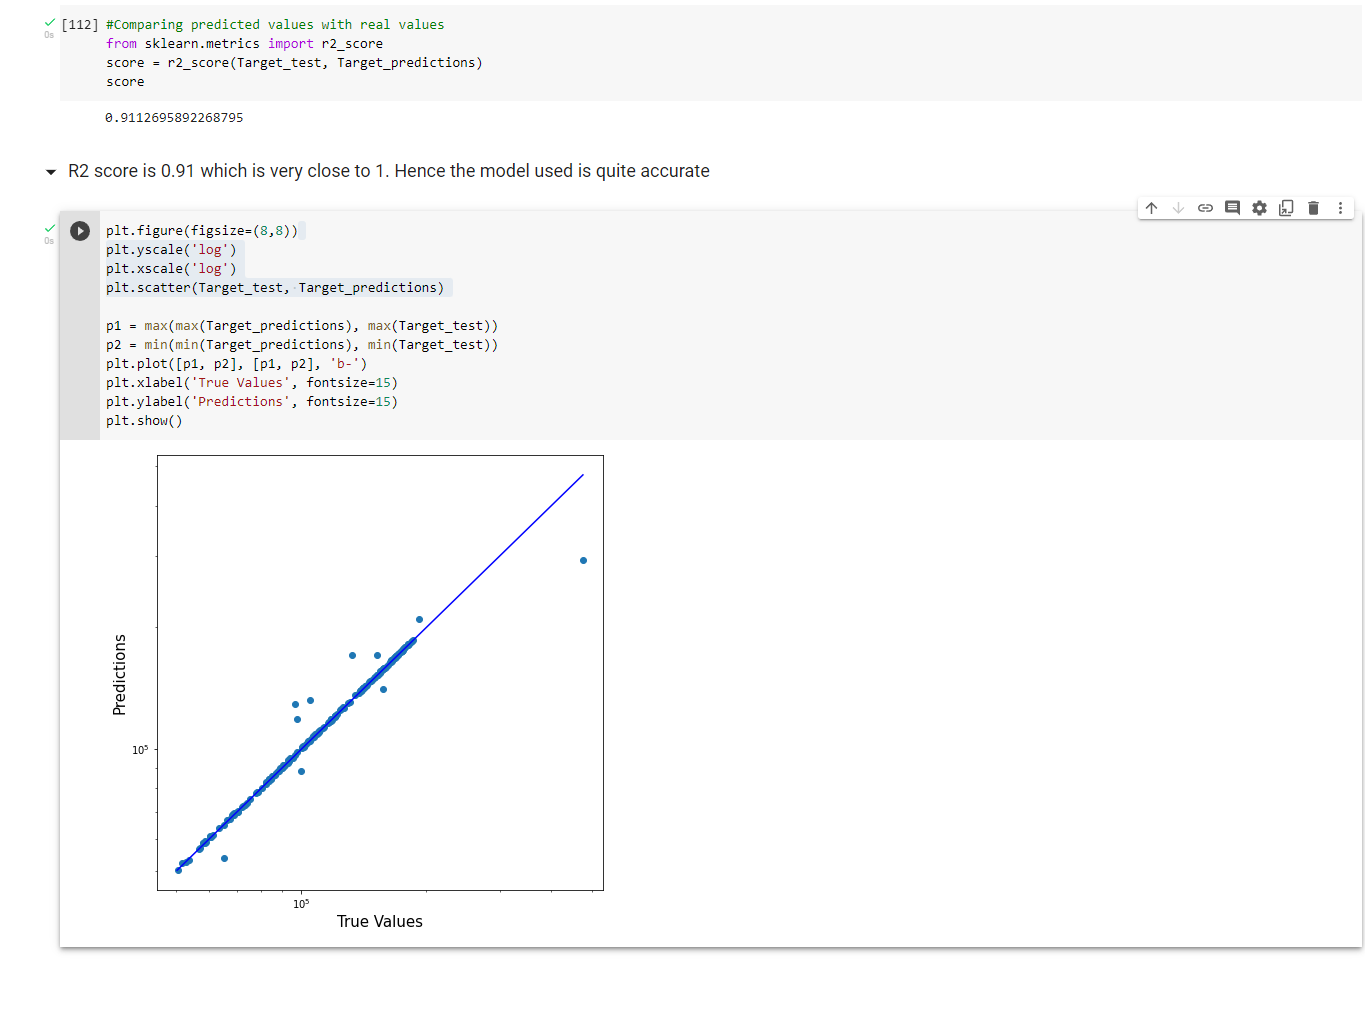 [112] #Comparing predicted values with real values
from sklearn.metrics import r2_score
score = r2_score(Target_test, Target_predictions)
score
0s
0.9112695892268795
R2 score is 0.91 which is very close to 1. Hence the model used is quite accurate
plt.figure(figsize=(8,8))
0s
plt.yscale('log')
plt.xscale('log')
plt.scatter(Target_test, Target_predictions)
p1 = max(max(Target_predictions), max(Target_test))
p2 = min(min(Target_predictions), min(Target_test))
plt.plot([p1, p2], [p1, p2], 'b-')
plt.xlabel('True Values', fontsize=15)
plt.ylabel('Predictions', fontsize=15)
plt.show()
Predictions
10⁵
10⁵
True Values